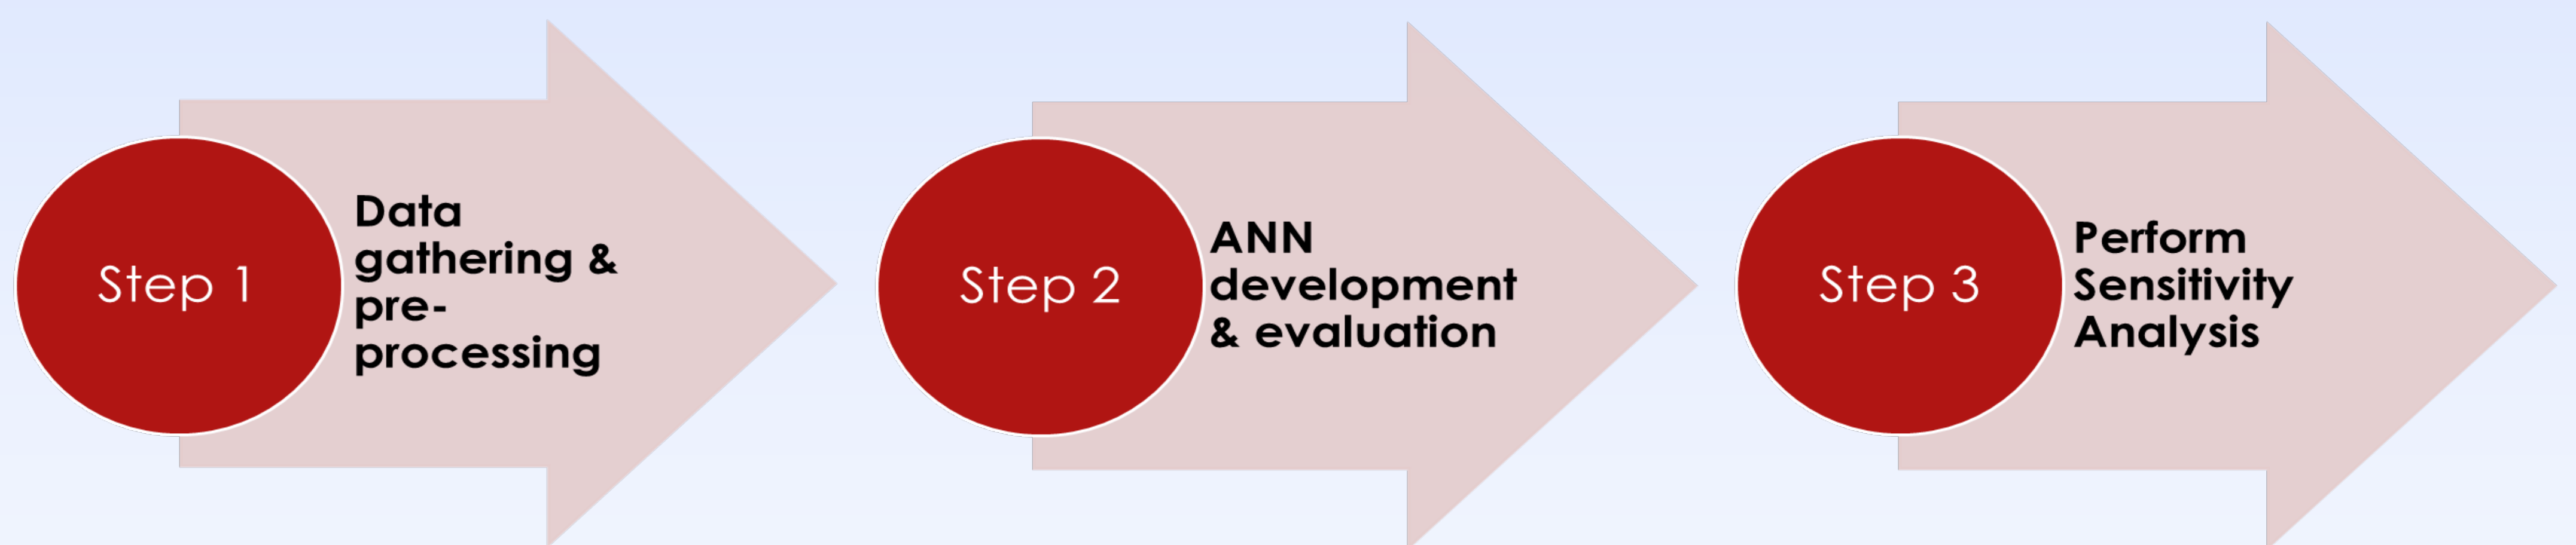 Step 1
Data
gathering &
pre-
processing
Step 2
ANN
development
& evaluation
Step 3
Perform
Sensitivity
Analysis